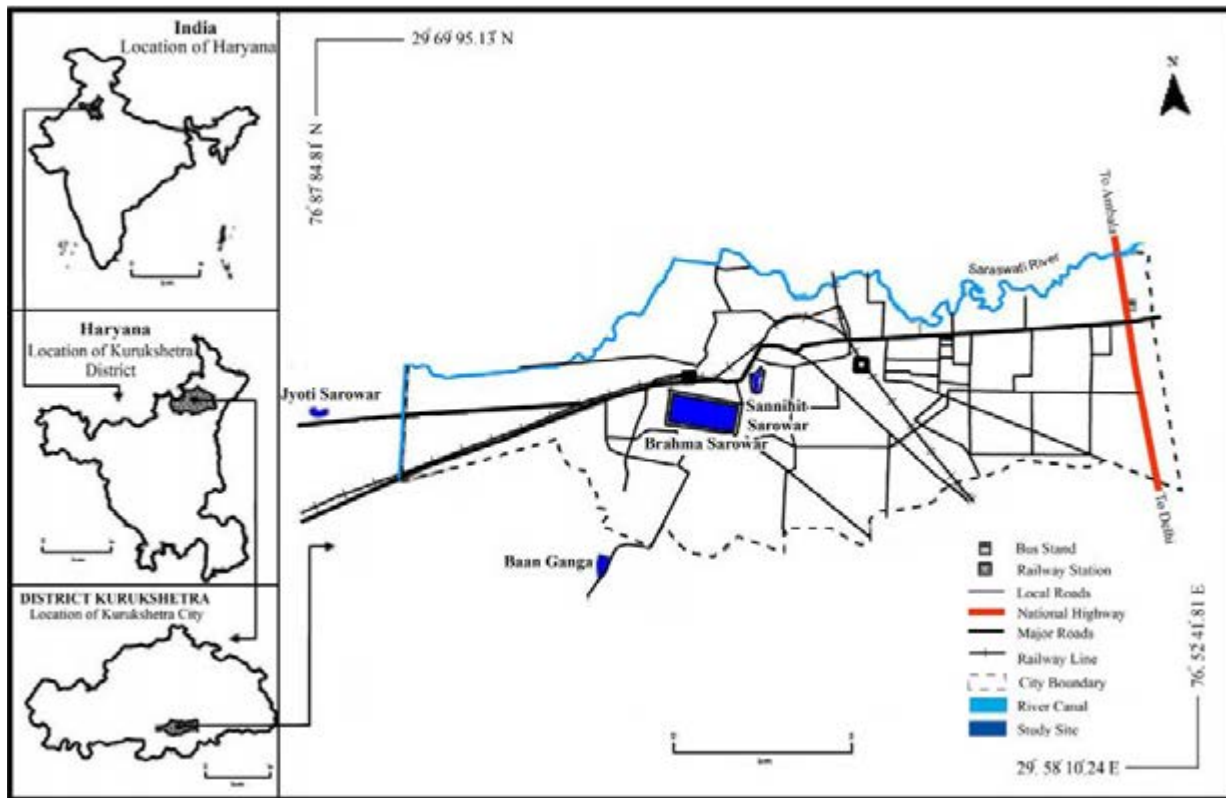 India
Location of Haryana
Haryana
Location of Kurukshetra
District
DISTRICT KURUKSHETRA
Location of Kurukshetra City
29° 69' 95.13" N
76° 87' 84.81" N
N
To Ambala
Saraswati River
Jyoti Sarowar
Sannihit
Sarowar
Brahma Sarowar
Baan Ganga
To Delhi
Bus Stand
Railway Station
Local Roads
National Highway
Major Roads
Railway Line
City Boundary
River Canal
Study Site
km
76° 52' 41.81 E
29° 58' 10.24 E